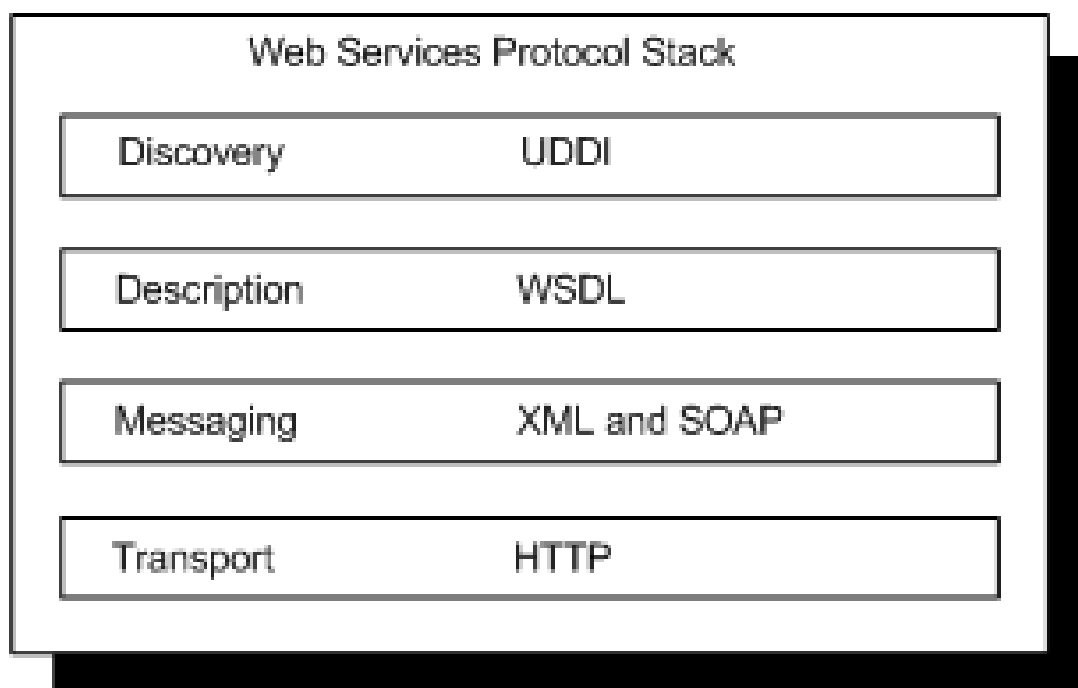 Web Services Protocol Stack
Discovery UDDI
Description WSDL
Messaging XML and SOAP
Transport HTTP